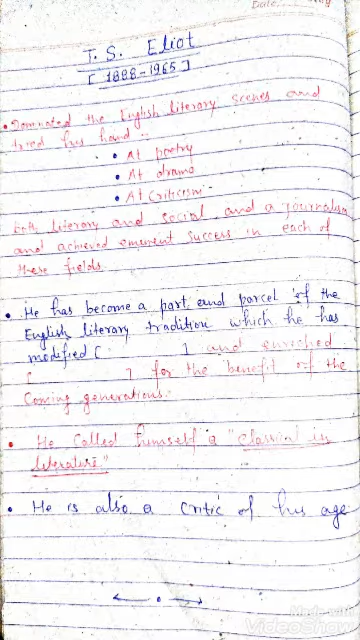 Date
T. S. Eliot
[1888-1965]
• Dominated the English literary scenes and
tried his hand -
• At poetry
• At drama
• At criticism -
both literary and social, and a journalism
and achieved eminent success in each of
these fields.
• He has become a part and parcel of the
English literary tradition which he has
modified [ ] and enriched
[ ] for the benefit of the
Coming generations.
• He Called himself a "Classist in
literature"
• He is also a critic of his age
Made with
VideoShow